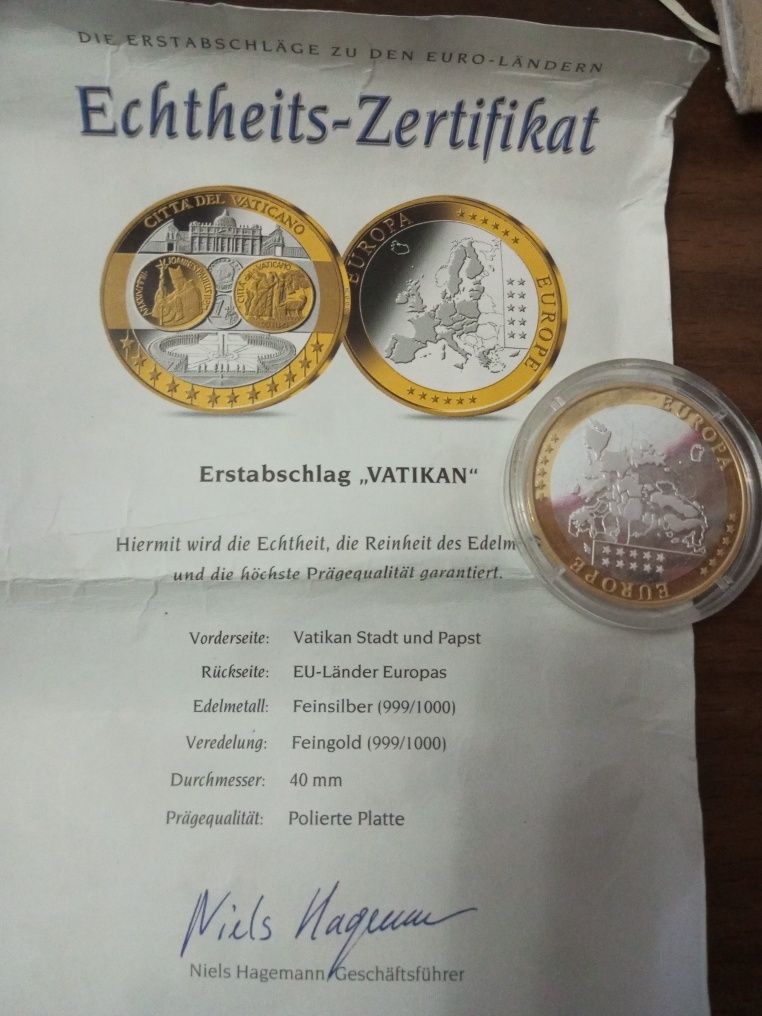 DIE ERSTABSCHLÄGE ZU DEN EURO-LÄNDERN
Echtheits-Zertifikat
CITTÀ DEL VATICANO
EUROPA
EUROPE
Erstabschlag „VATIKAN“
Hiermit wird die Echtheit, die Reinheit des Edelm
und die höchste Prägequalität garantiert.
Vorderseite: Vatikan Stadt und Papst
Rückseite: EU-Länder Europas
Edelmetall: Feinsilber (999/1000)
Veredelung: Feingold (999/1000)
Durchmesser: 40 mm
Prägequalität: Polierte Platte
Niels Hagemann
Niels Hagemann/Geschäftsführer
EUROPA
EUROPE